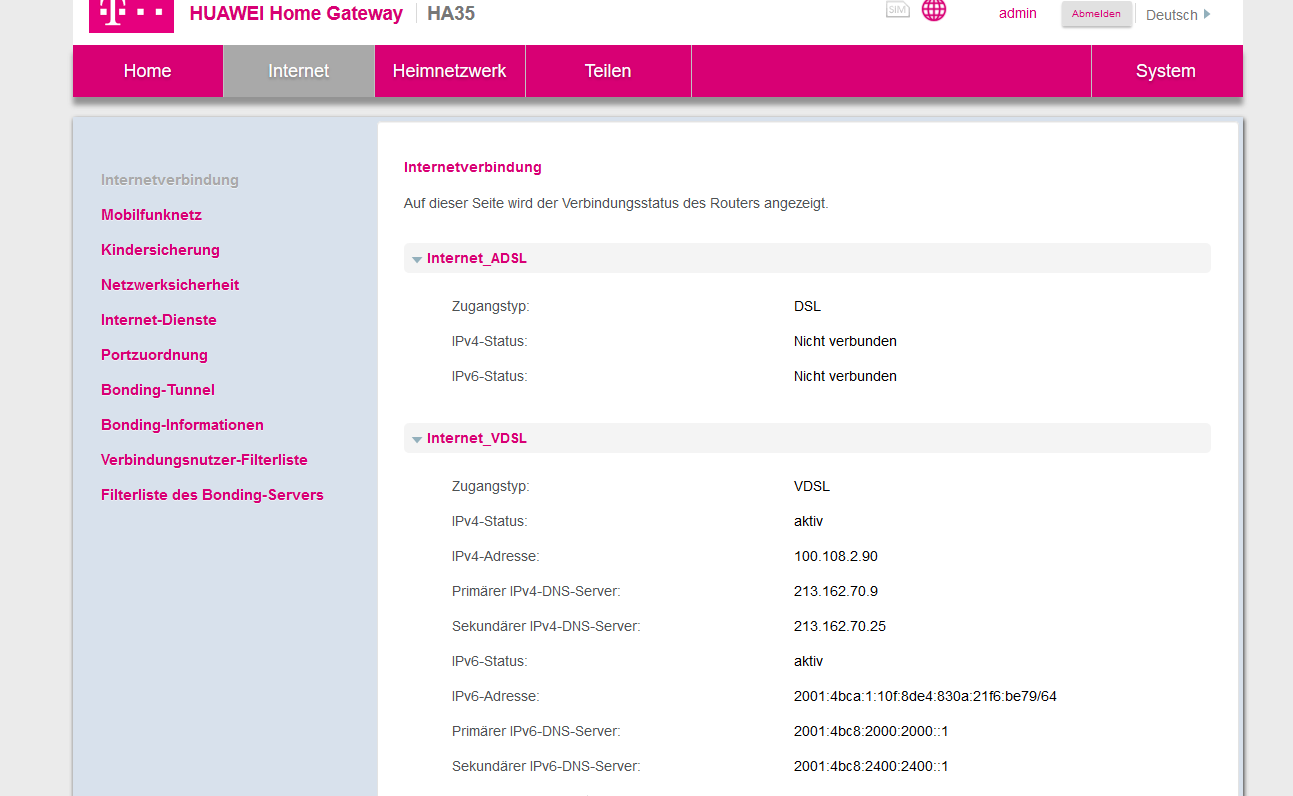 HUAWEI Home Gateway HA35
SIM admin Abmelden Deutsch
Home Internet Heimnetzwerk Teilen System
Internetverbindung
Mobilfunknetz
Kindersicherung
Netzwerksicherheit
Internet-Dienste
Portzuordnung
Bonding-Tunnel
Bonding-Informationen
Verbindungsnutzer-Filterliste
Filterliste des Bonding-Servers
Internetverbindung
Auf dieser Seite wird der Verbindungsstatus des Routers angezeigt.
Internet_ADSL
Zugangstyp: DSL
IPv4-Status: Nicht verbunden
IPv6-Status: Nicht verbunden
Internet_VDSL
Zugangstyp: VDSL
IPv4-Status: aktiv
IPv4-Adresse: 100.108.2.90
Primärer IPv4-DNS-Server: 213.162.70.9
Sekundärer IPv4-DNS-Server: 213.162.70.25
IPv6-Status: aktiv
IPv6-Adresse: 2001:4bca:1:10f:8de4:830a:21f6:be79/64
Primärer IPv6-DNS-Server: 2001:4bc8:2000:2000::1
Sekundärer IPv6-DNS-Server: 2001:4bc8:2400:2400::1